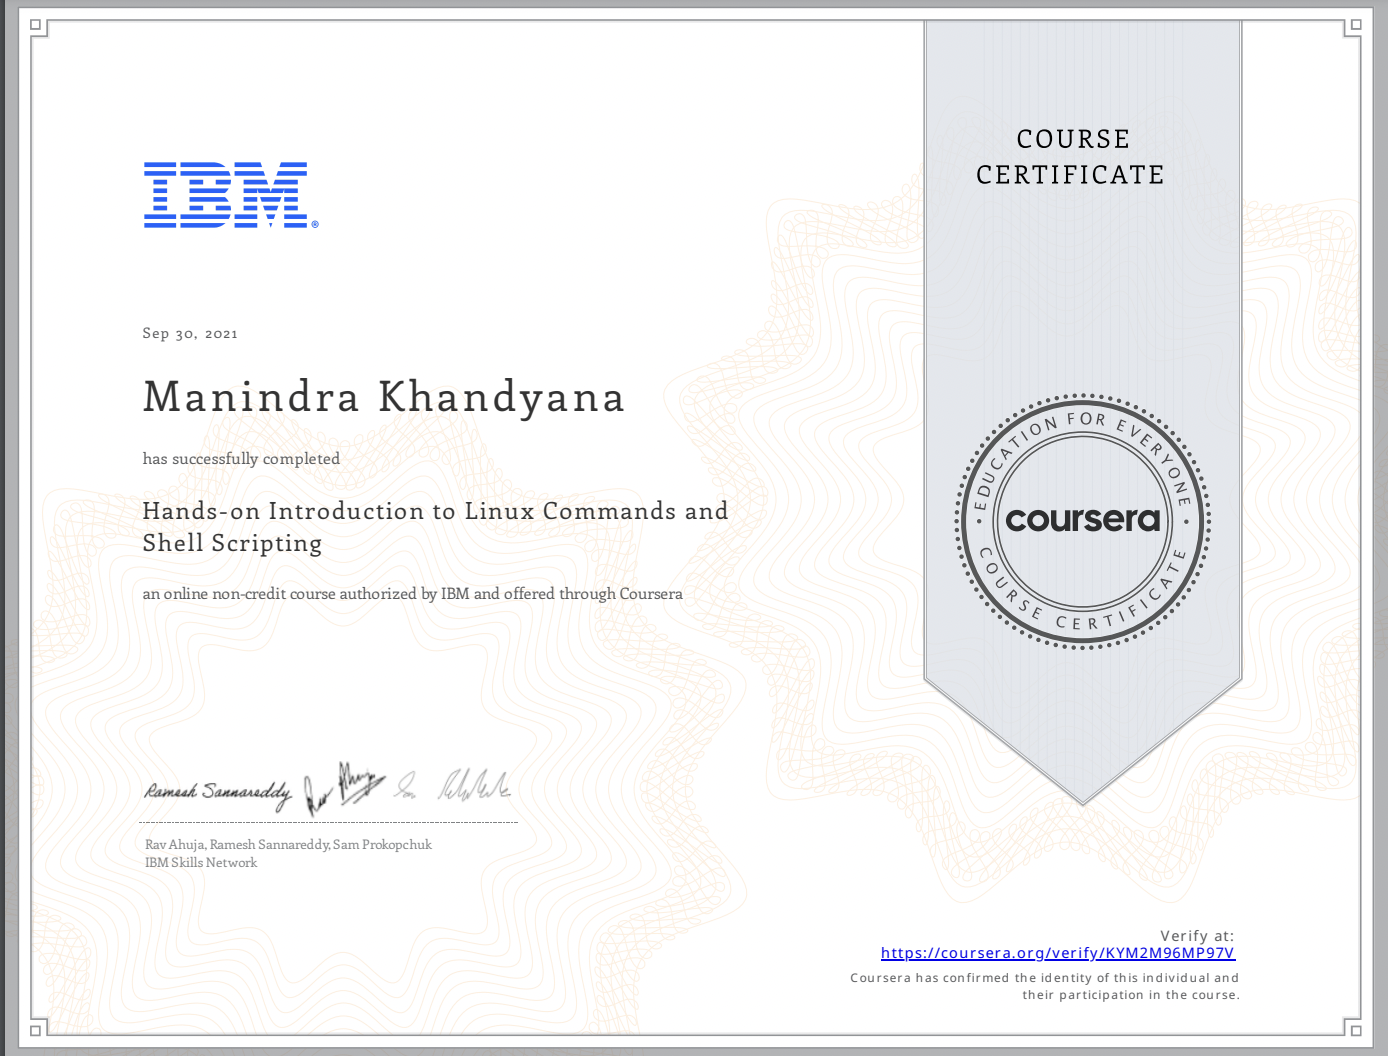 IBM®
COURSE
CERTIFICATE
Sep 30, 2021
Manindra Khandyana
has successfully completed
Hands-on Introduction to Linux Commands and
Shell Scripting
an online non-credit course authorized by IBM and offered through Coursera
EDUCATION FOR EVERYONE
coursera
COURSE CERTIFICATE
Ramesh Sannareddy
Rav Ahuja, Ramesh Sannareddy, Sam Prokopchuk
IBM Skills Network
Verify at:
https://coursera.org/verify/KYM2M96MP97V
Coursera has confirmed the identity of this individual and
their participation in the course.